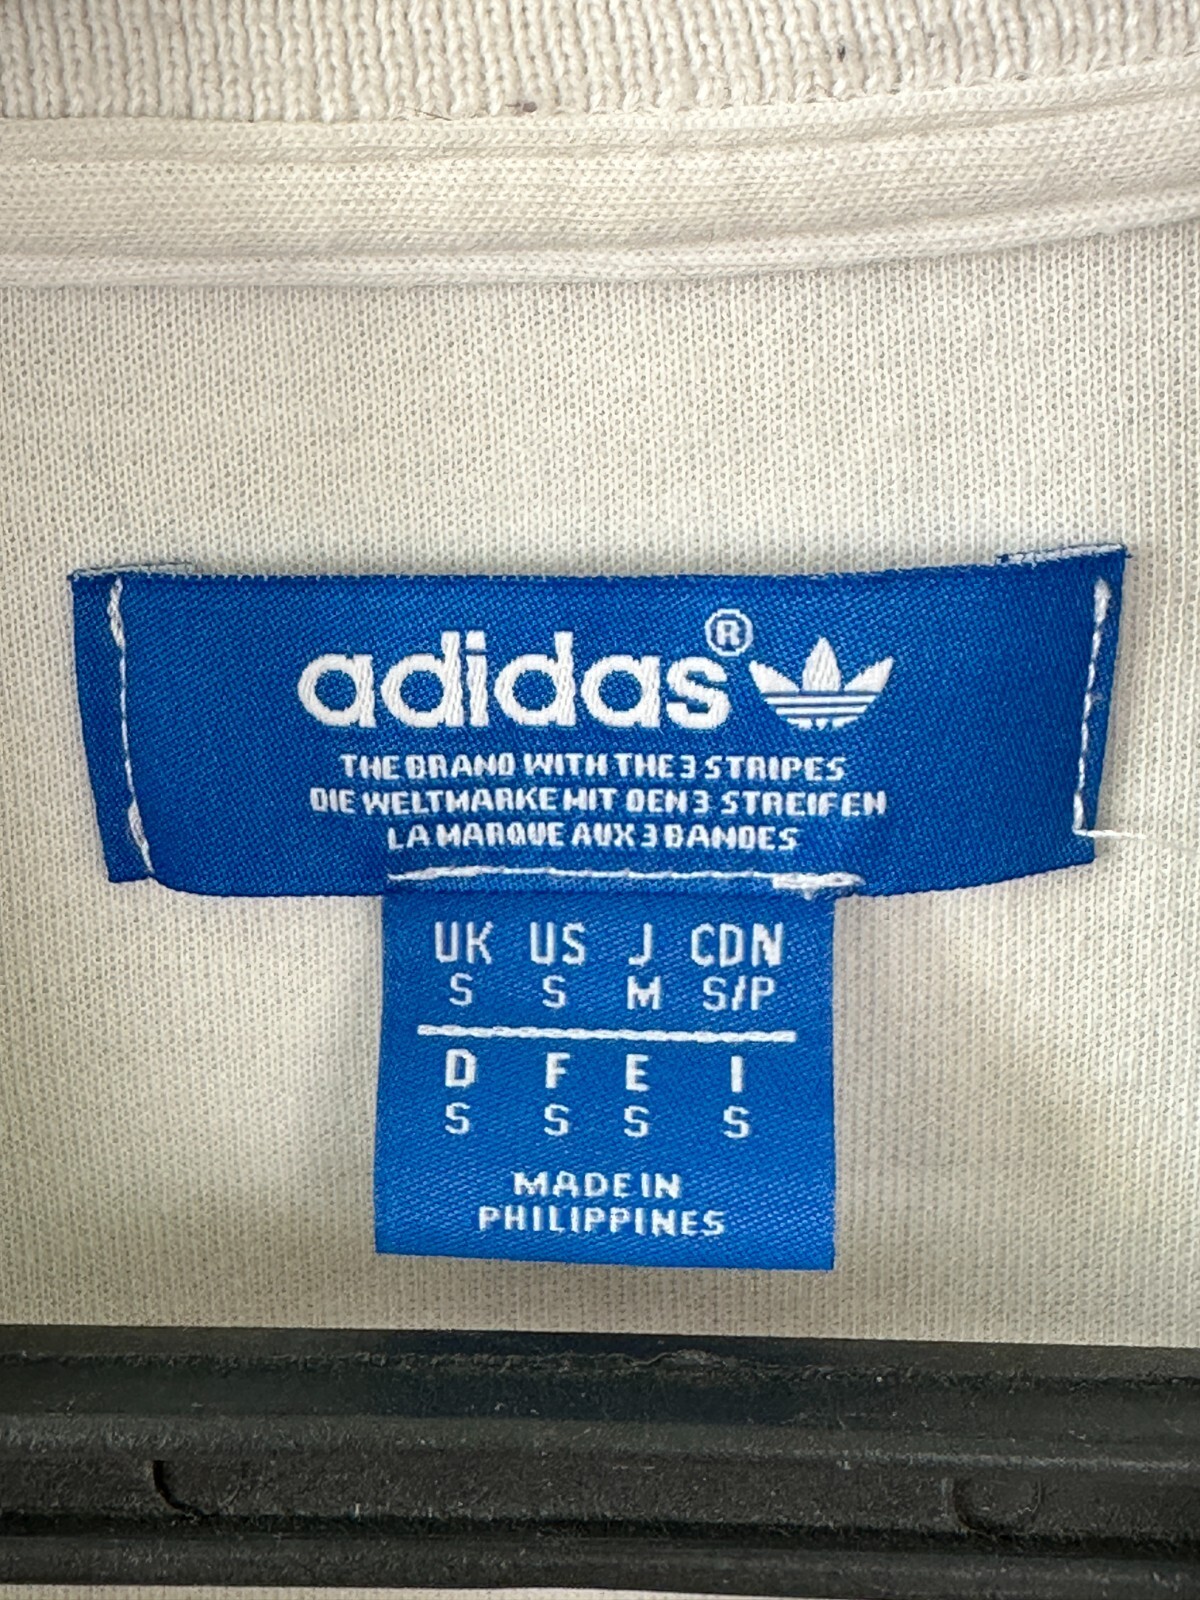 adidas®
THE BRAND WITH THE 3 STRIPES
DIE WELTMARKE MIT DEN 3 STREIFEN
LA MARQUE AUX 3 BANDES
UK US J CDN
S S M S/P
D F E I
S S S S
MADE IN
PHILIPPINES